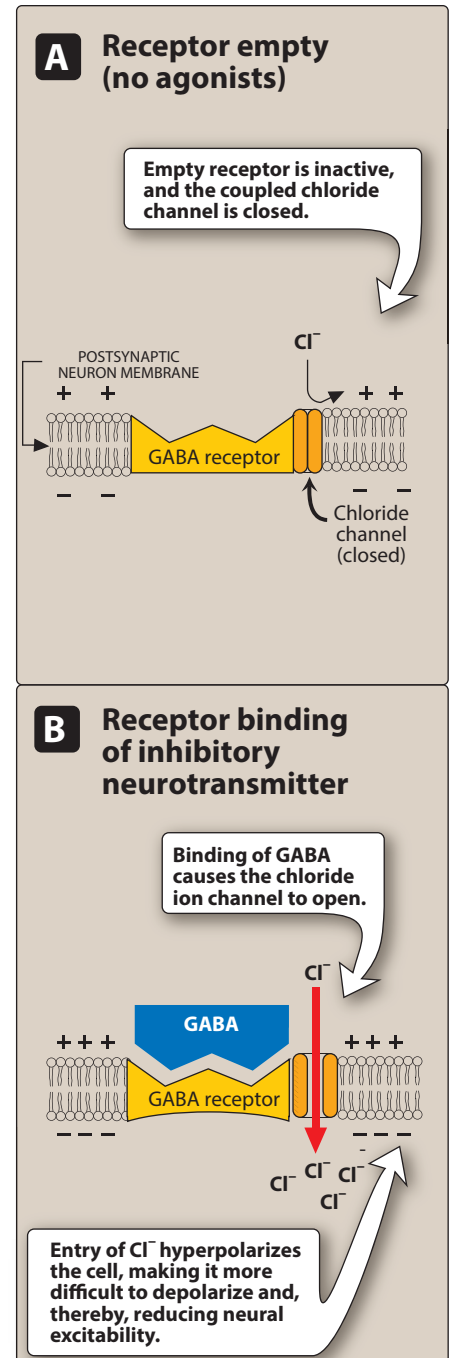 A Receptor empty
(no agonists)
Empty receptor is inactive,
and the coupled chloride
channel is closed.
Cl⁻
POSTSYNAPTIC
NEURON MEMBRANE
+ + + +
GABA receptor
– – – –
Chloride
channel
(closed)
B Receptor binding
of inhibitory
neurotransmitter
Binding of GABA
causes the chloride
ion channel to open.
Cl⁻
GABA
+ + + + + +
GABA receptor
– – – – – –
Cl⁻ Cl⁻ Cl⁻
Cl⁻
Entry of Cl⁻ hyperpolarizes
the cell, making it more
difficult to depolarize and,
thereby, reducing neural
excitability.